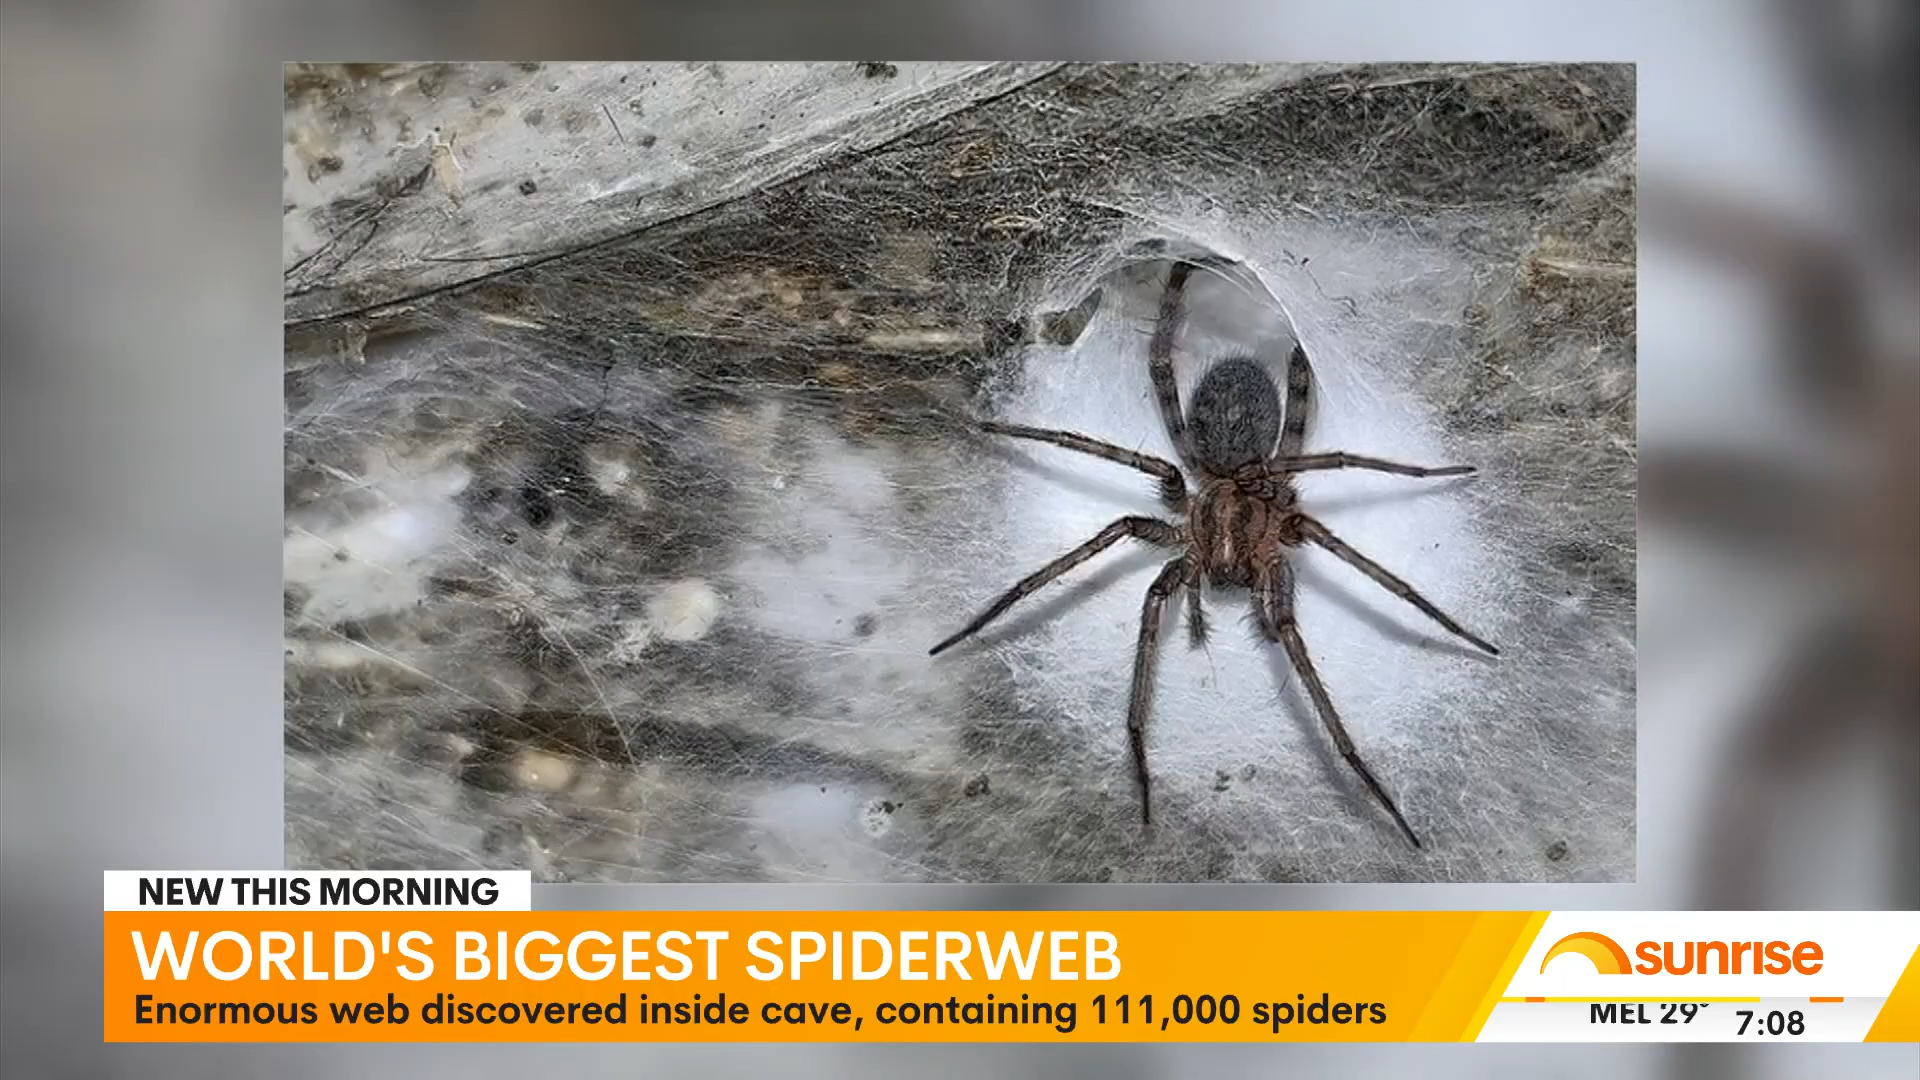 NEW THIS MORNING
WORLD'S BIGGEST SPIDERWEB
Enormous web discovered inside cave, containing 111,000 spiders
sunrise
MEL 29°
7:08